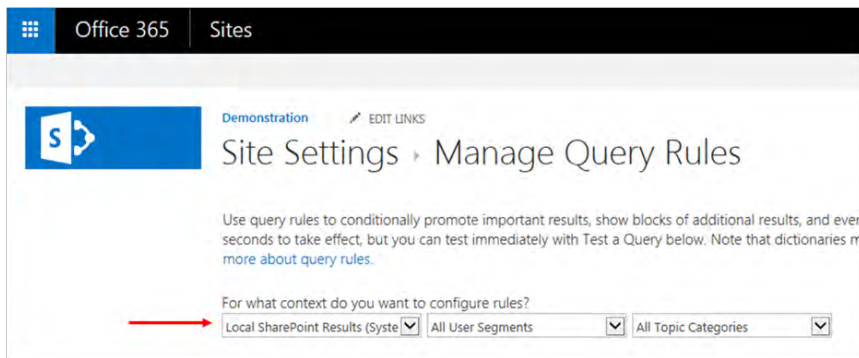 Office 365 Sites
Demonstration EDIT LINKS
S
Site Settings › Manage Query Rules
Use query rules to conditionally promote important results, show blocks of additional results, and ever
seconds to take effect, but you can test immediately with Test a Query below. Note that dictionaries m
more about query rules.
For what context do you want to configure rules?
Local SharePoint Results (Syste All User Segments All Topic Categories